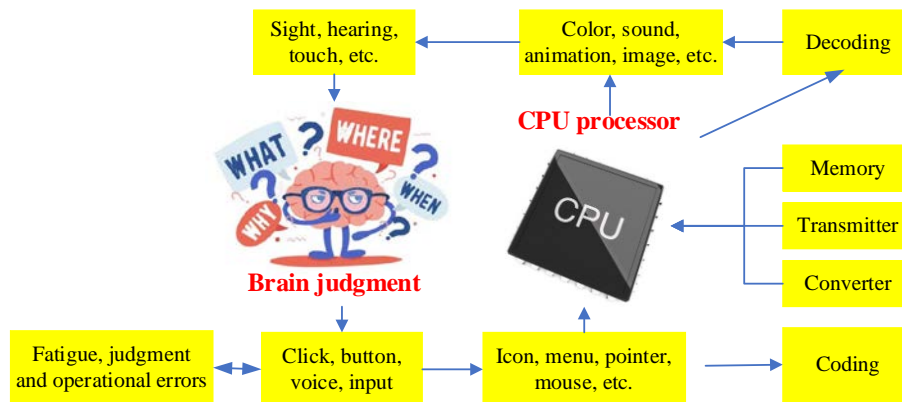 Sight, hearing,
touch, etc.
Color, sound,
animation, image, etc.
Decoding
CPU processor
WHAT
WHERE
WHY
WHEN
CPU
Memory
Transmitter
Converter
Brain judgment
Fatigue, judgment
and operational errors
Click, button,
voice, input
Icon, menu, pointer,
mouse, etc.
Coding